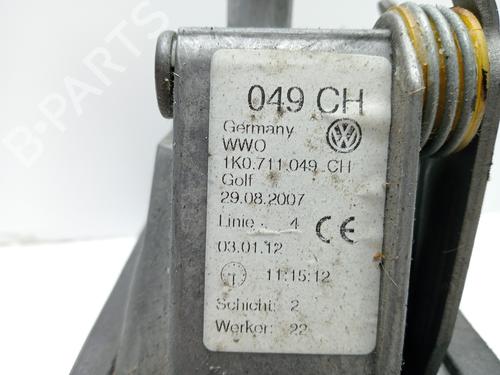 049 CH
Germany
WWO
1K0.711.049 CH
Golf
29.08.2007
Linie 4
03.01.12
11:15:12
Schicht: 2
Werker: 22
B-PARTS